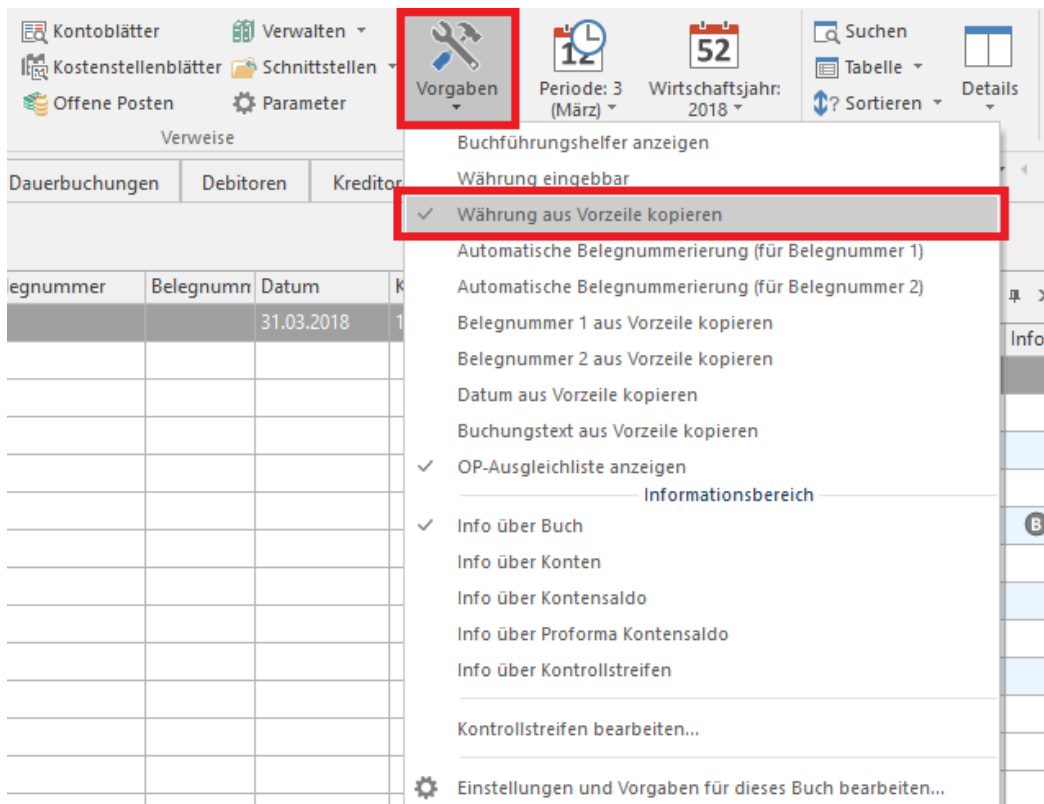 Kontoblätter
Verwalten
Kostenstellenblätter
Schnittstellen
Offene Posten
Parameter
Verweise
Vorgaben
12
Periode: 3
(März)
52
Wirtschaftsjahr:
2018
Suchen
Tabelle
Sortieren
Details
Dauerbuchungen
Debitoren
Kreditor
legnummer
Belegnumn
Datum
K
31.03.2018
1
Info
B
Buchführungshelfer anzeigen
Währung eingebbar
Währung aus Vorzeile kopieren
Automatische Belegnummerierung (für Belegnummer 1)
Automatische Belegnummerierung (für Belegnummer 2)
Belegnummer 1 aus Vorzeile kopieren
Belegnummer 2 aus Vorzeile kopieren
Datum aus Vorzeile kopieren
Buchungstext aus Vorzeile kopieren
OP-Ausgleichliste anzeigen
Informationsbereich
Info über Buch
Info über Konten
Info über Kontensaldo
Info über Proforma Kontensaldo
Info über Kontrollstreifen
Kontrollstreifen bearbeiten...
Einstellungen und Vorgaben für dieses Buch bearbeiten...